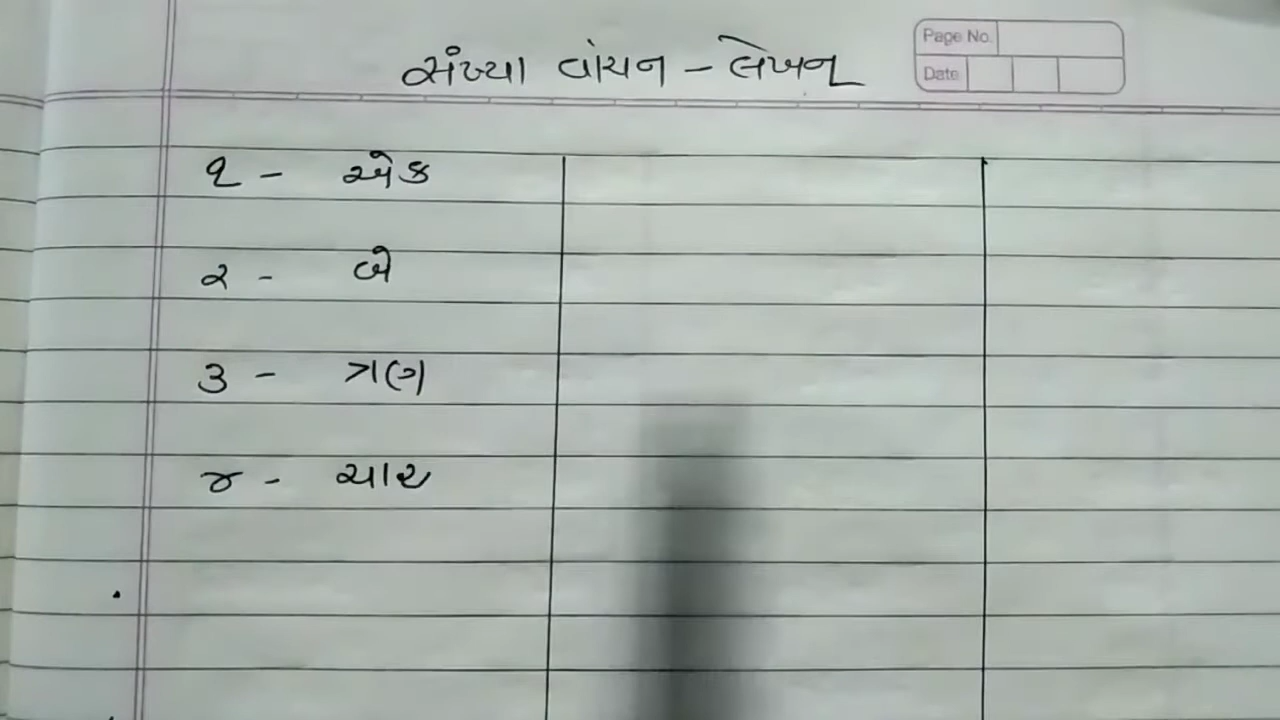 સંખ્યા વાંચન - લેખન
Page No.
Date
૧ - એક
૨ - બે
૩ - ત્રણ
૪ - ચાર